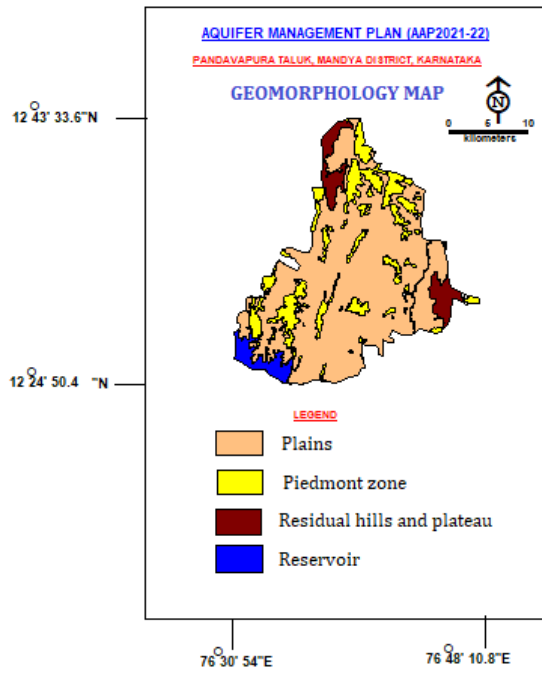 AQUIFER MANAGEMENT PLAN (AAP2021-22)
PANDAVAPURA TALUK, MANDYA DISTRICT, KARNATAKA
GEOMORPHOLOGY MAP
N
0 5 10
kilometers
12° 43' 33.6"N
12° 24' 50.4 "N
LEGEND
Plains
Piedmont zone
Residual hills and plateau
Reservoir
76° 30' 54"E
76° 48' 10.8"E